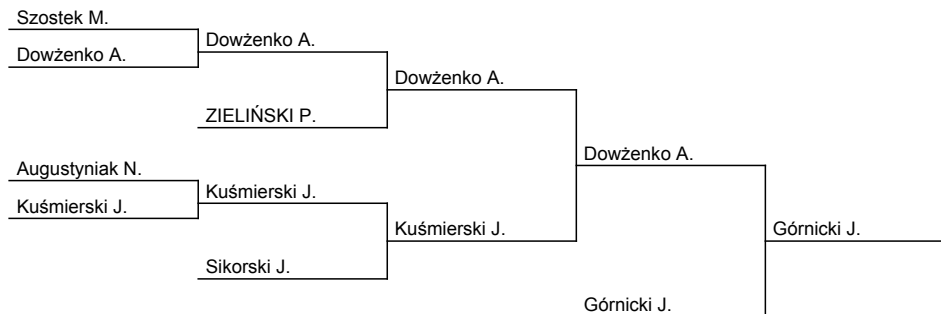 Szostek M.
Dowżenko A.
Dowżenko A.
Dowżenko A.
ZIELIŃSKI P.
Dowżenko A.
Augustyniak N.
Kuśmierski J.
Kuśmierski J.
Kuśmierski J.
Górnicki J.
Sikorski J.
Górnicki J.